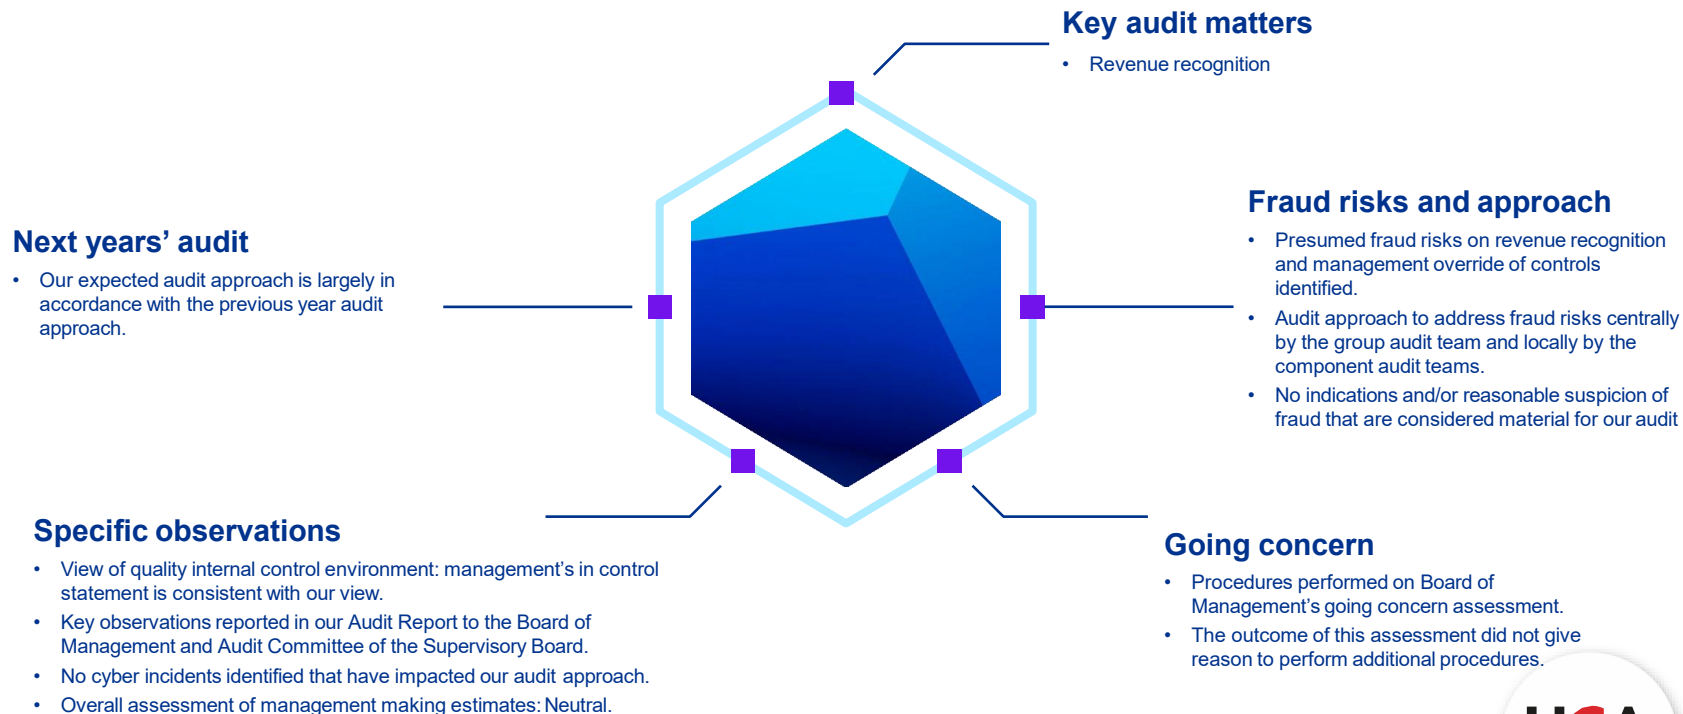 Key audit matters
• Revenue recognition
Fraud risks and approach
• Presumed fraud risks on revenue recognition
and management override of controls
identified.
• Audit approach to address fraud risks centrally
by the group audit team and locally by the
component audit teams.
• No indications and/or reasonable suspicion of
fraud that are considered material for our audit
Next years’ audit
• Our expected audit approach is largely in
accordance with the previous year audit
approach.
Specific observations
• View of quality internal control environment: management’s in control
statement is consistent with our view.
• Key observations reported in our Audit Report to the Board of
Management and Audit Committee of the Supervisory Board.
• No cyber incidents identified that have impacted our audit approach.
• Overall assessment of management making estimates: Neutral.
Going concern
• Procedures performed on Board of
Management’s going concern assessment.
• The outcome of this assessment did not give
reason to perform additional procedures.